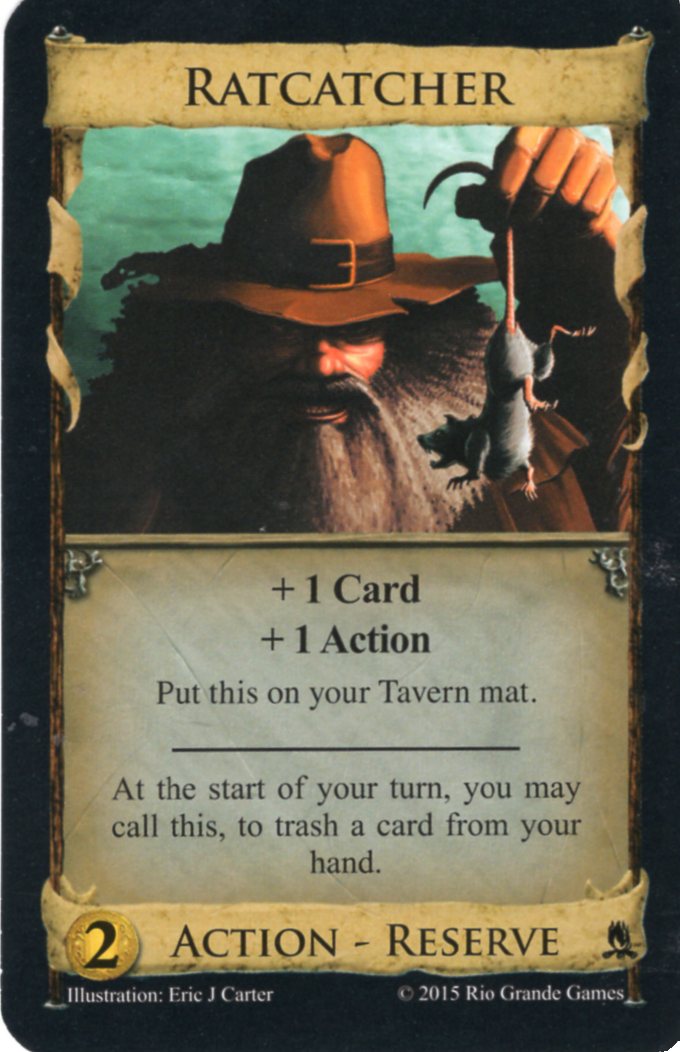 RATCATCHER
+ 1 Card
+ 1 Action
Put this on your Tavern mat.
At the start of your turn, you may
call this, to trash a card from your
hand.
2 ACTION - RESERVE
Illustration: Eric J Carter © 2015 Rio Grande Games